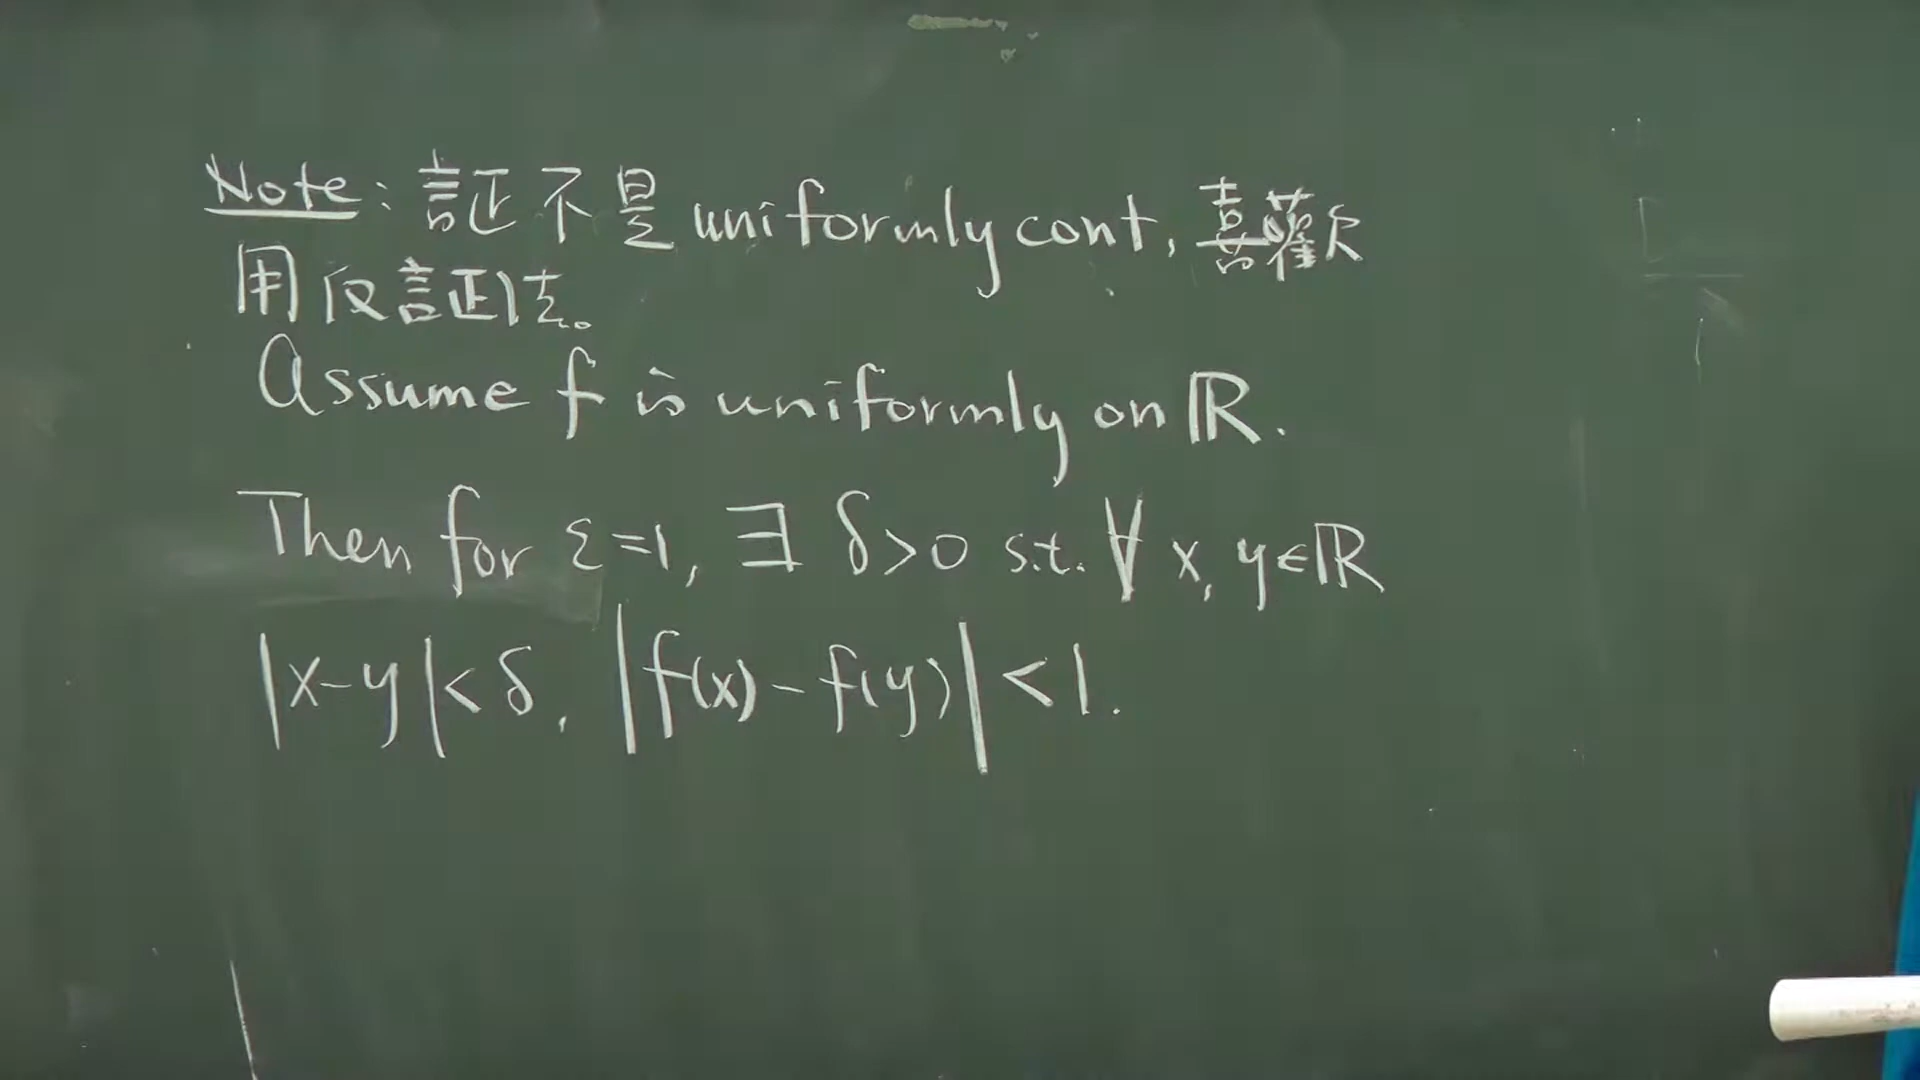 Note: 証不是 uniformly cont, 喜歡
用反証法。
Assume f is uniformly on ℝ.
Then for ε=1, ∃ δ>0 s.t. ∀ x, y∈ℝ
|x-y|<δ, |f(x)-f(y)|<1.